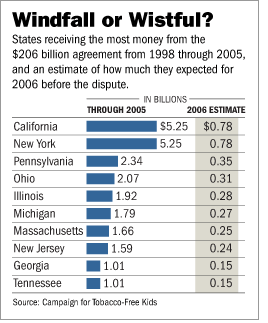 Windfall or Wistful?
States receiving the most money from the
$206 billion agreement from 1998 through 2005,
and an estimate of how much they expected for
2006 before the dispute.
IN BILLIONS
THROUGH 2005 2006 ESTIMATE
California $5.25 $0.78
New York 5.25 0.78
Pennsylvania 2.34 0.35
Ohio 2.07 0.31
Illinois 1.92 0.28
Michigan 1.79 0.27
Massachusetts 1.66 0.25
New Jersey 1.59 0.24
Georgia 1.01 0.15
Tennessee 1.01 0.15
Source: Campaign for Tobacco-Free Kids